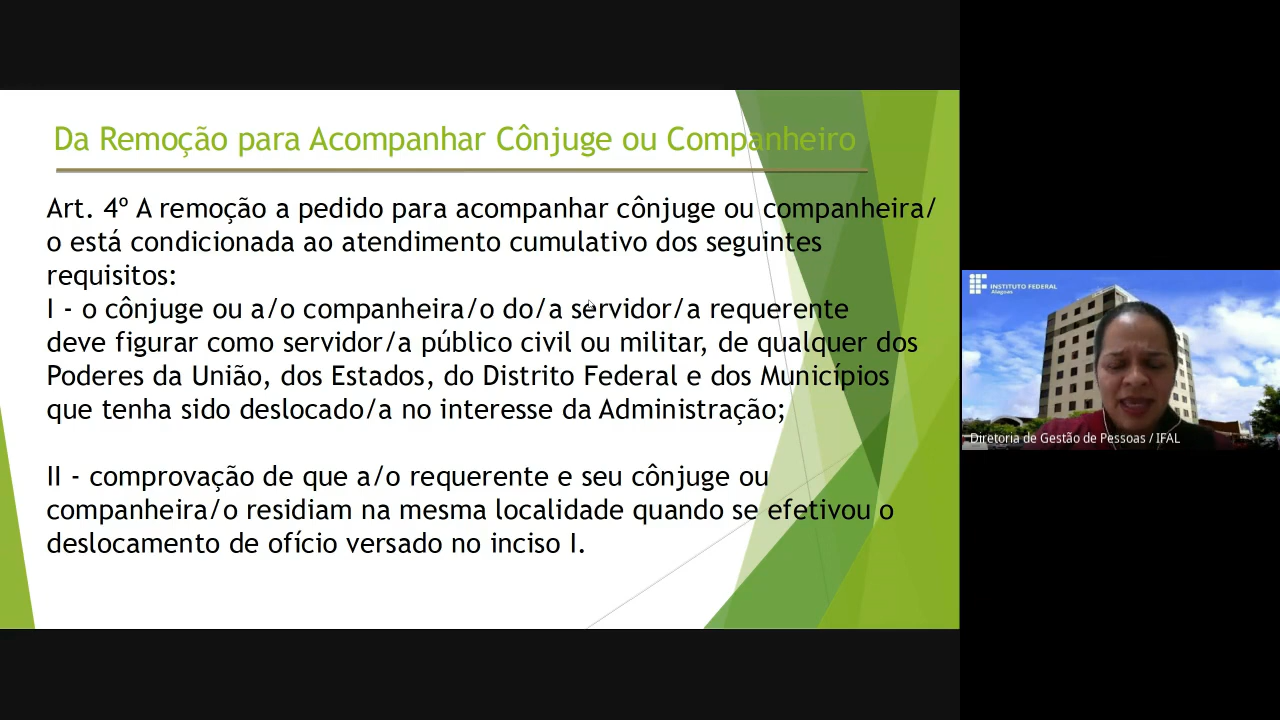 Da Remoção para Acompanhar Cônjuge ou Companheiro
Art. 4º A remoção a pedido para acompanhar cônjuge ou companheira/
o está condicionada ao atendimento cumulativo dos seguintes
requisitos:
I - o cônjuge ou a/o companheira/o do/a servidor/a requerente
deve figurar como servidor/a público civil ou militar, de qualquer dos
Poderes da União, dos Estados, do Distrito Federal e dos Municípios
que tenha sido deslocado/a no interesse da Administração;
II - comprovação de que a/o requerente e seu cônjuge ou
companheira/o residiam na mesma localidade quando se efetivou o
deslocamento de ofício versado no inciso I.
INSTITUTO FEDERAL
Alagoas
Diretoria de Gestão de Pessoas / IFAL